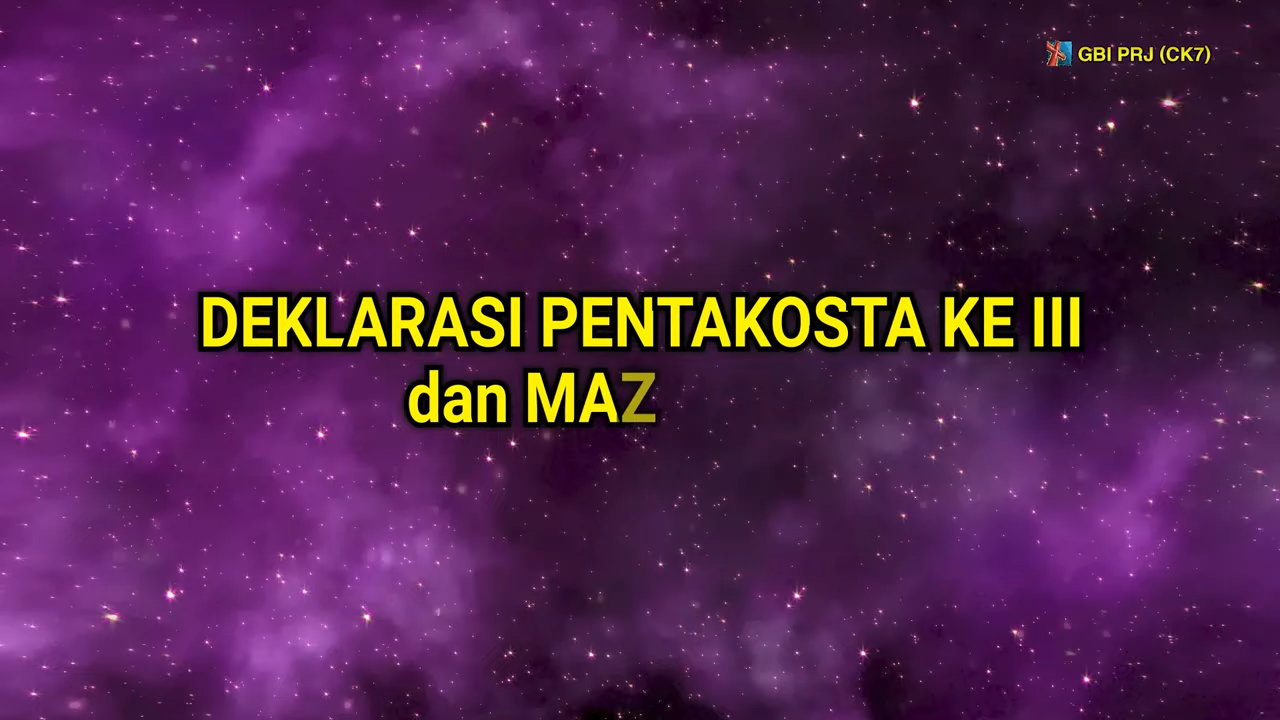 GBI PRJ (CK7)
DEKLARASI PENTAKOSTA KE III
dan MAZ